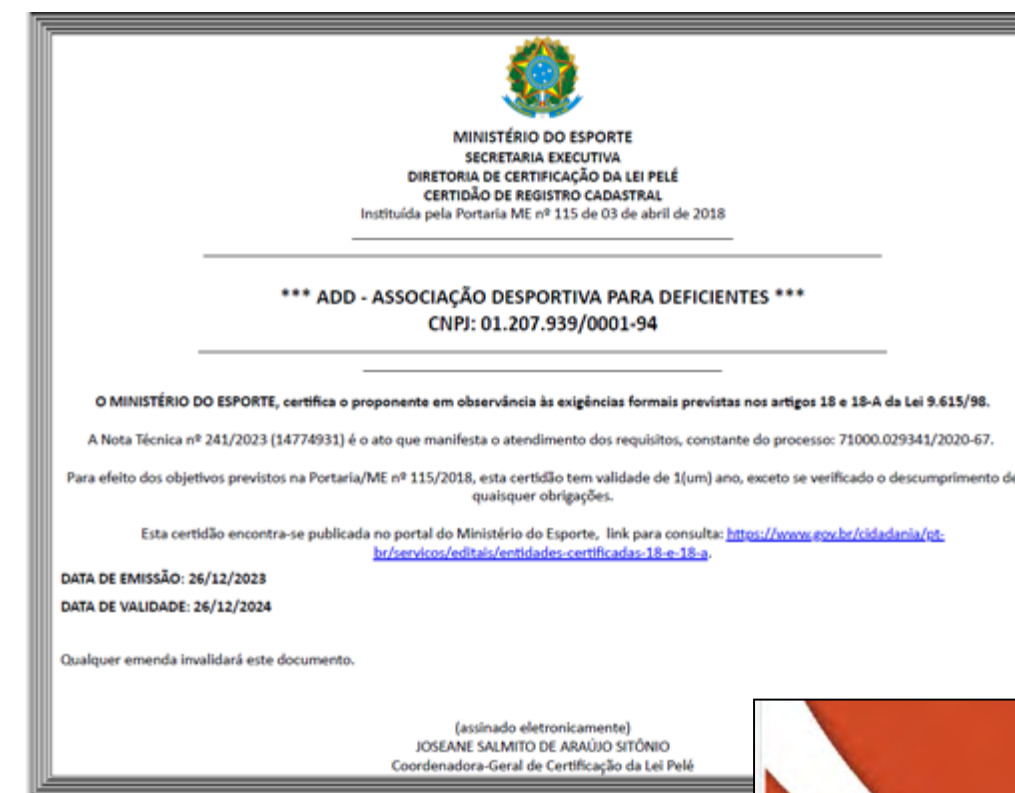 MINISTÉRIO DO ESPORTE
SECRETARIA EXECUTIVA
DIRETORIA DE CERTIFICAÇÃO DA LEI PELÉ
CERTIDÃO DE REGISTRO CADASTRAL
Instituída pela Portaria ME nº 115 de 03 de abril de 2018
*** ADD - ASSOCIAÇÃO DESPORTIVA PARA DEFICIENTES ***
CNPJ: 01.207.939/0001-94
O MINISTÉRIO DO ESPORTE, certifica o proponente em observância às exigências formais previstas nos artigos 18 e 18-A da Lei 9.615/98.
A Nota Técnica nº 241/2023 (14774931) é o ato que manifesta o atendimento dos requisitos, constante do processo: 71000.029341/2020-67.
Para efeito dos objetivos previstos na Portaria/ME nº 115/2018, esta certidão tem validade de 1(um) ano, exceto se verificado o descumprimento de
quaisquer obrigações.
Esta certidão encontra-se publicada no portal do Ministério do Esporte, link para consulta: https://www.gov.br/cidadania/pt-
br/servicos/editais/entidades-certificadas-18-e-18-a.
DATA DE EMISSÃO: 26/12/2023
DATA DE VALIDADE: 26/12/2024
Qualquer emenda invalidará este documento.
(assinado eletronicamente)
JOSEANE SALMITO DE ARAÚJO SITÔNIO
Coordenadora-Geral de Certificação da Lei Pelé